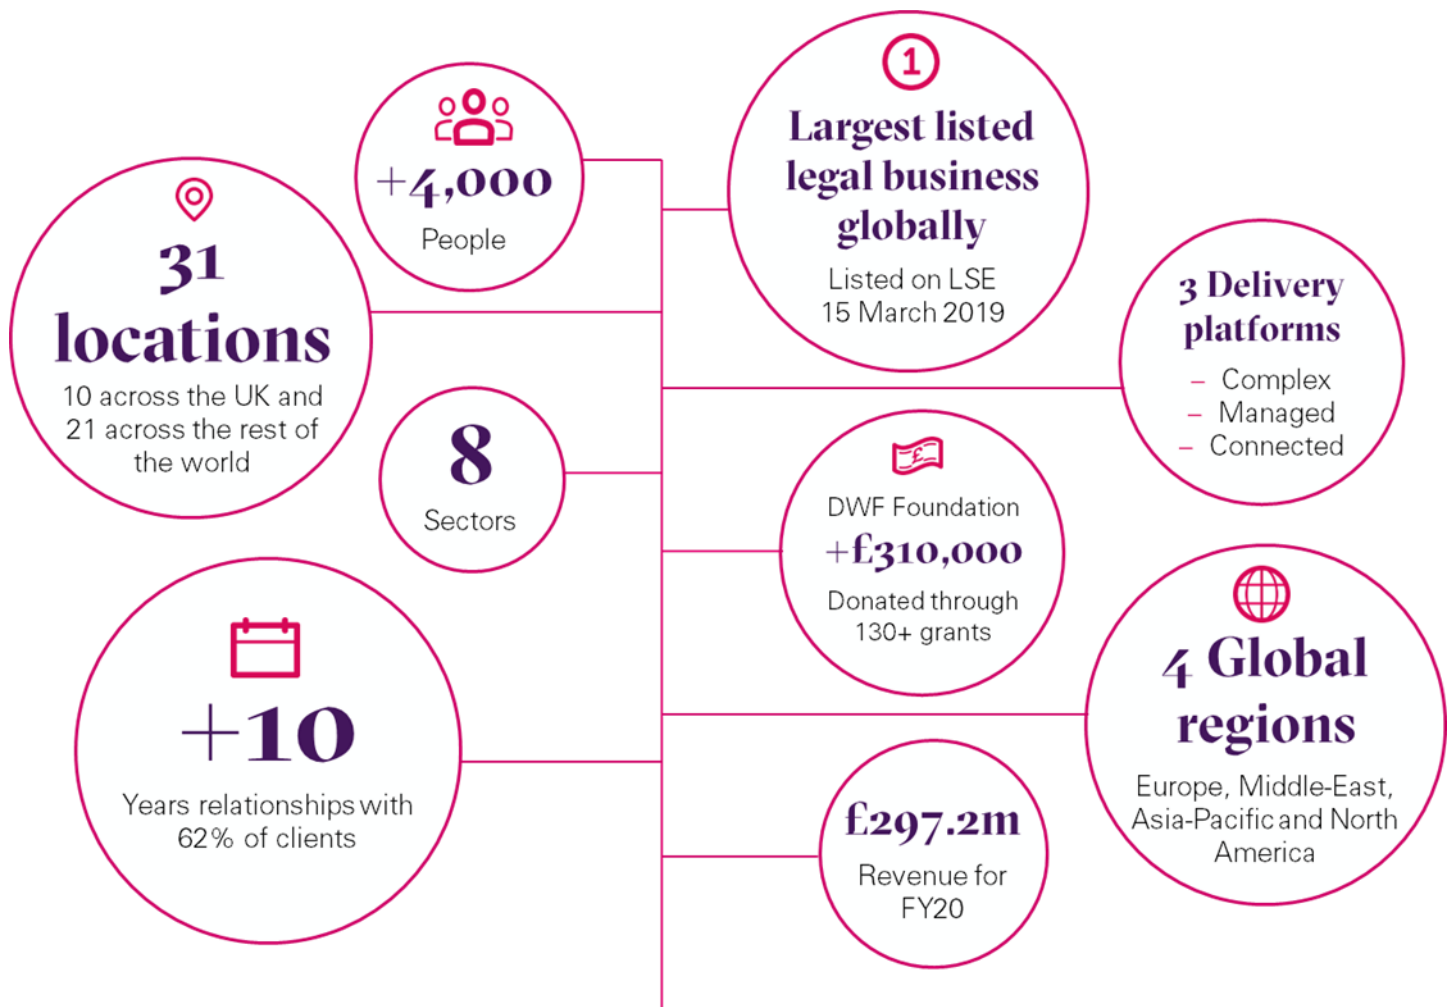 +4,000
People
1
Largest listed
legal business
globally
Listed on LSE
15 March 2019
31
locations
10 across the UK and
21 across the rest of
the world
3 Delivery
platforms
– Complex
– Managed
– Connected
8
Sectors
£
DWF Foundation
+£310,000
Donated through
130+ grants
4 Global
regions
Europe, Middle-East,
Asia-Pacific and North
America
+10
Years relationships with
62% of clients
£297.2m
Revenue for
FY20